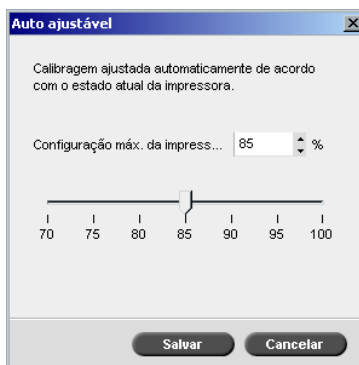 Auto ajustável
Calibragem ajustada automaticamente de acordo
com o estado atual da impressora.
Configuração máx. da impress... 85 %
70 75 80 85 90 95 100
Salvar Cancelar